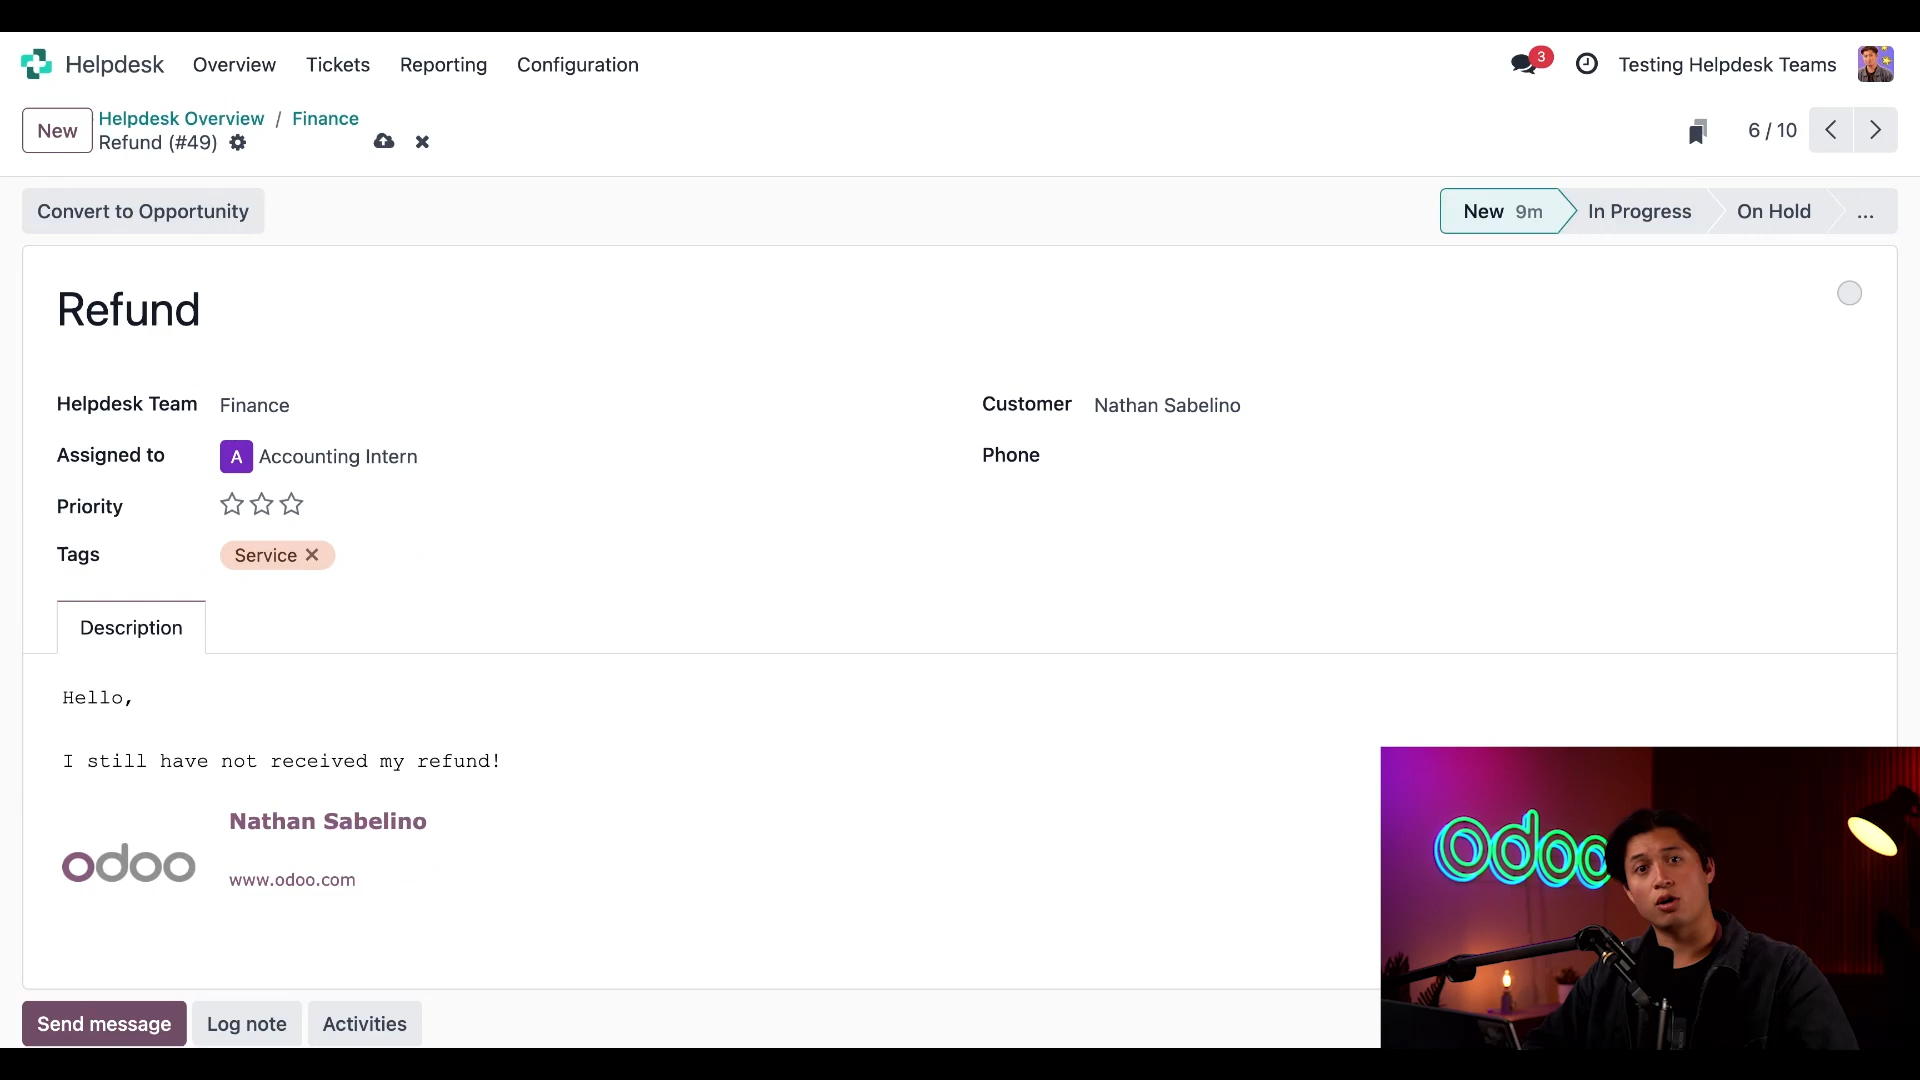 Helpdesk Overview Tickets Reporting Configuration 3 Testing Helpdesk Teams
New Helpdesk Overview / Finance
Refund (#49) 6 / 10
Convert to Opportunity New 9m In Progress On Hold ...
Refund
Helpdesk Team Finance Customer Nathan Sabelino
Assigned to A Accounting Intern Phone
Priority
Tags Service
Description
Hello,
I still have not received my refund!
Nathan Sabelino
odoo
www.odoo.com
odoo
Send message Log note Activities